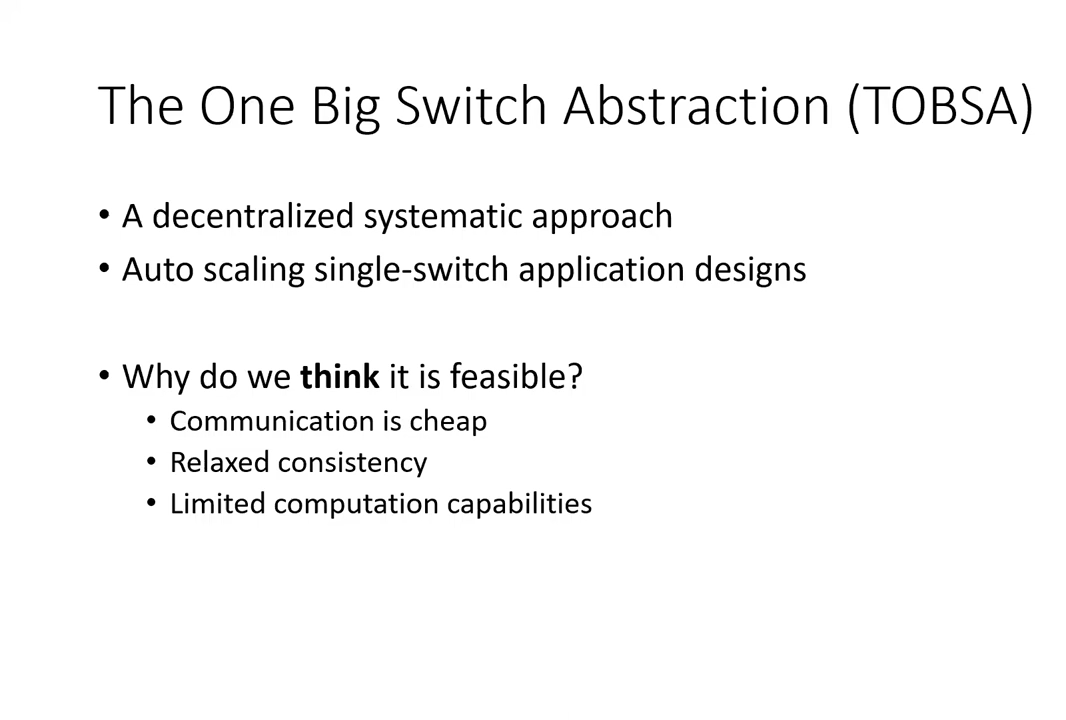 The One Big Switch Abstraction (TOBSA)
• A decentralized systematic approach
• Auto scaling single-switch application designs
• Why do we think it is feasible?
• Communication is cheap
• Relaxed consistency
• Limited computation capabilities